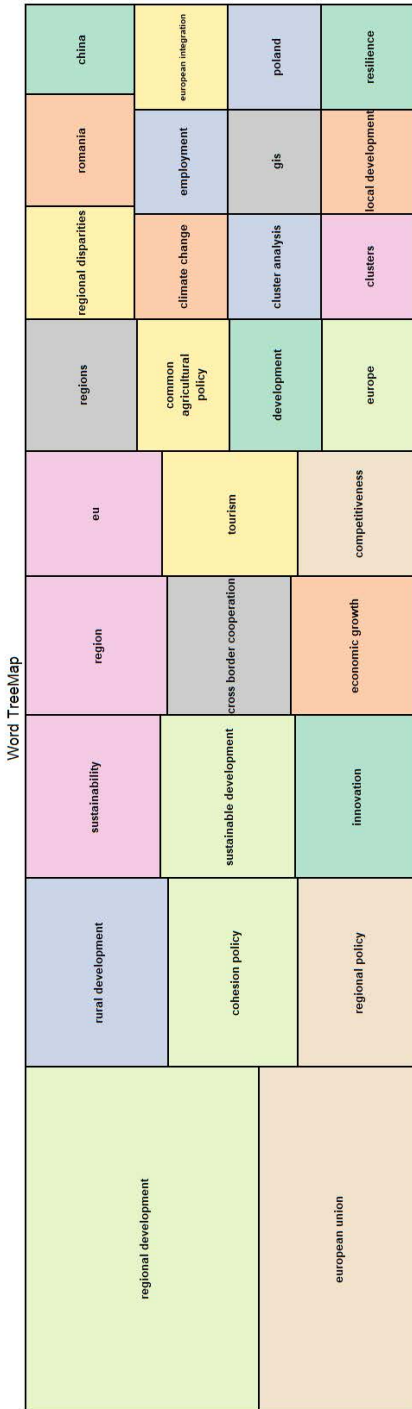 Word TreeMap
regional development
european union
rural development
cohesion policy
regional policy
sustainability
sustainable development
innovation
region
cross border cooperation
economic growth
eu
tourism
competitiveness
regions
common
agricultural
policy
development
europe
regional disparities
romania
china
climate change
employment
european integration
cluster analysis
gis
poland
clusters
local development
resilience